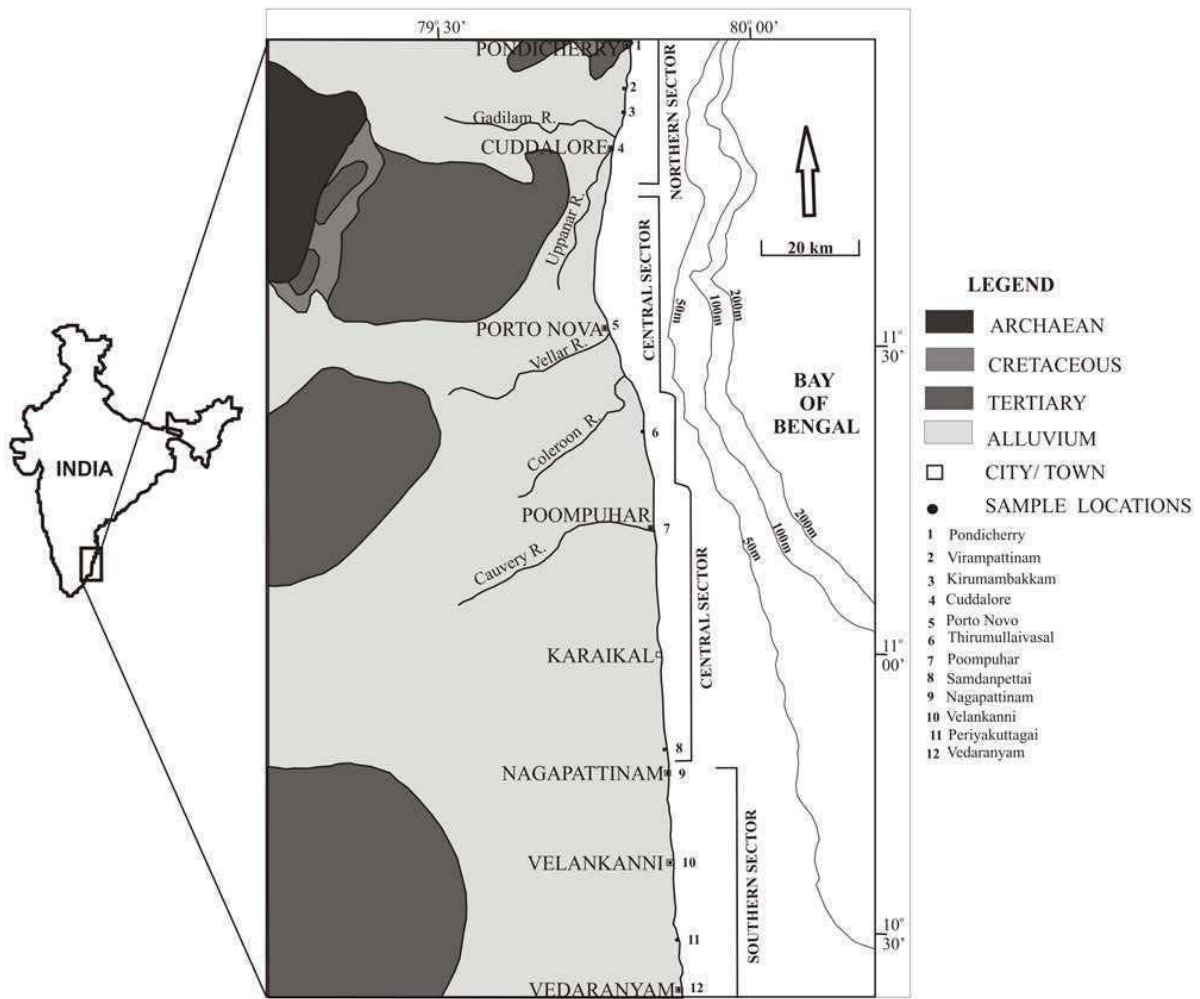 79° 30'
80° 00'
PONDICHERRY
1
2
3
Gadilam R.
CUDDALORE
4
NORTHERN SECTOR
Uppanar R.
20 km
CENTRAL SECTOR
50m
100m
200m
PORTO NOVA
5
Vellar R.
11°
30'
BAY
OF
BENGAL
6
Coleroon R.
POOMPUHAR
7
Cauvery R.
50m
100m
200m
CENTRAL SECTOR
KARAIKAL
11°
00'
8
NAGAPATTINAM
9
VELANKANNI
10
SOUTHERN SECTOR
11
10°
30'
VEDARANYAM
12
INDIA
LEGEND
ARCHAEAN
CRETACEOUS
TERTIARY
ALLUVIUM
CITY/ TOWN
SAMPLE LOCATIONS
1 Pondicherry
2 Virampattinam
3 Kirumambakkam
4 Cuddalore
5 Porto Novo
6 Thirumullaivasal
7 Poompuhar
8 Samdanpettai
9 Nagapattinam
10 Velankanni
11 Periyakuttagai
12 Vedaranyam